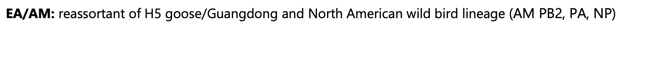 EA/AM: reassortant of H5 goose/Guangdong and North American wild bird lineage (AM PB2, PA, NP)